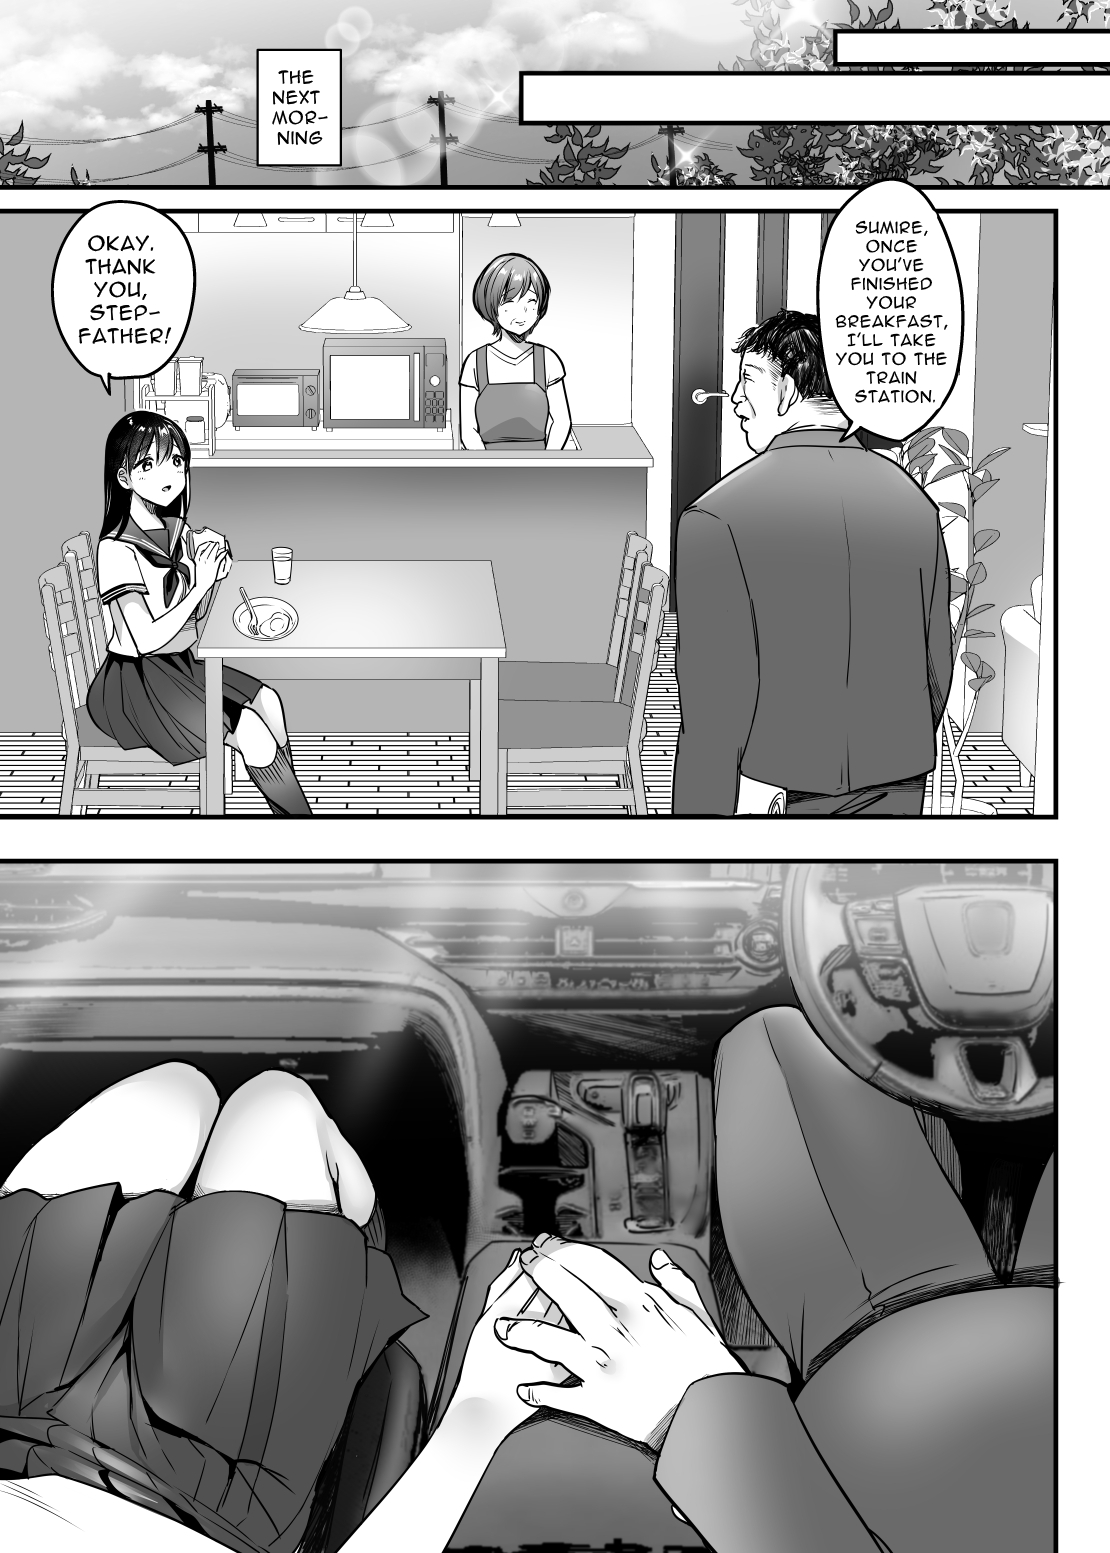 THE
NEXT
MOR-
NING
SUMIRE,
ONCE
YOU'VE
FINISHED
YOUR
BREAKFAST,
I'LL TAKE
YOU TO THE
TRAIN
STATION.
OKAY.
THANK
YOU,
STEP-
FATHER!